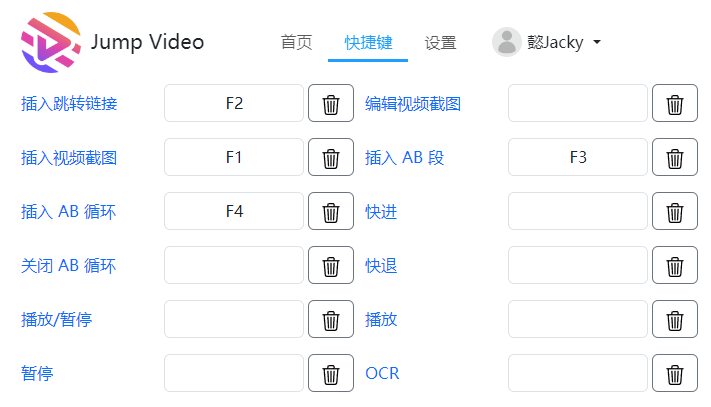 Jump Video 首页 快捷键 设置 懿Jacky
插入跳转链接 F2 编辑视频截图
插入视频截图 F1 插入 AB 段 F3
插入 AB 循环 F4 快进
关闭 AB 循环 快退
播放/暂停 播放
暂停 OCR